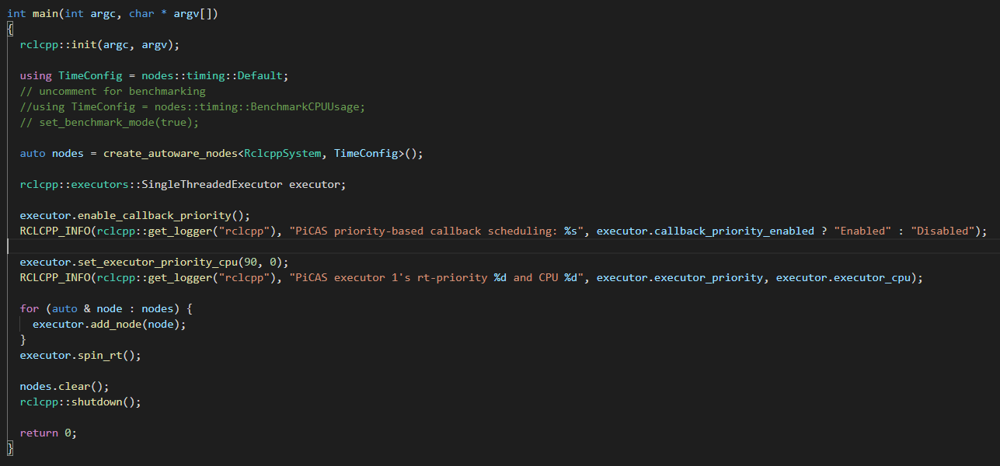 int main(int argc, char * argv[])
{
  rclcpp::init(argc, argv);
  using TimeConfig = nodes::timing::Default;
  // uncomment for benchmarking
  //using TimeConfig = nodes::timing::BenchmarkCPUUsage;
  // set_benchmark_mode(true);
  auto nodes = create_autoware_nodes<RclcppSystem, TimeConfig>();
  rclcpp::executors::SingleThreadedExecutor executor;
  executor.enable_callback_priority();
  RCLCPP_INFO(rclcpp::get_logger("rclcpp"), "PiCAS priority-based callback scheduling: %s", executor.callback_priority_enabled ? "Enabled" : "Disabled");
  executor.set_executor_priority_cpu(90, 0);
  RCLCPP_INFO(rclcpp::get_logger("rclcpp"), "PiCAS executor 1's rt-priority %d and CPU %d", executor.executor_priority, executor.executor_cpu);
  for (auto & node : nodes) {
    executor.add_node(node);
  }
  executor.spin_rt();
  nodes.clear();
  rclcpp::shutdown();
  return 0;
}